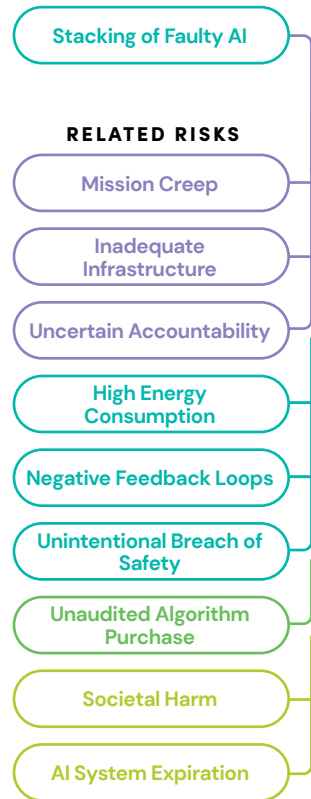 Stacking of Faulty AI
RELATED RISKS
Mission Creep
Inadequate
Infrastructure
Uncertain Accountability
High Energy
Consumption
Negative Feedback Loops
Unintentional Breach of
Safety
Unaudited Algorithm
Purchase
Societal Harm
AI System Expiration